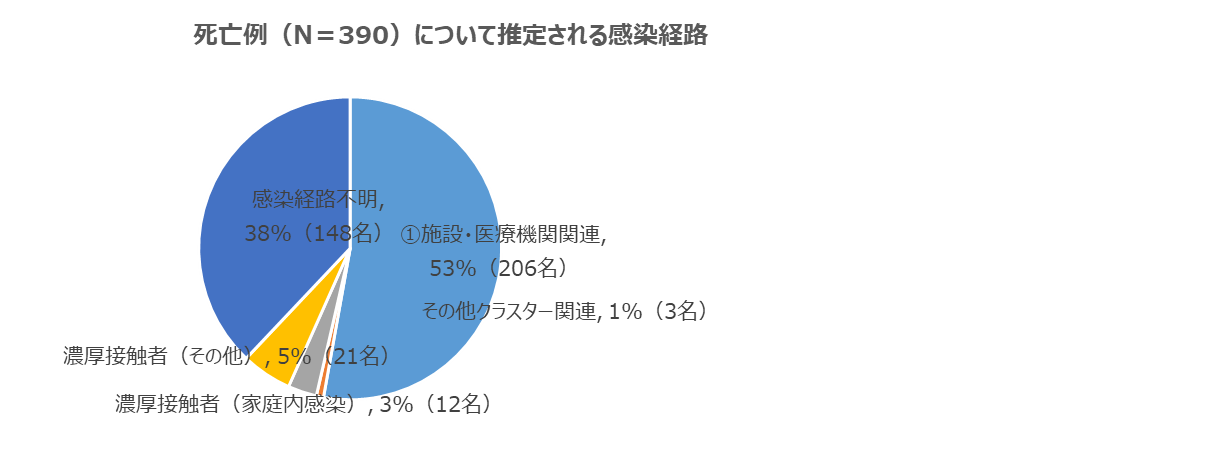 死亡例（N＝390）について推定される感染経路
感染経路不明,
38%（148名）
①施設・医療機関関連,
53%（206名）
その他クラスター関連, 1%（3名）
濃厚接触者（その他）, 5%（21名）
濃厚接触者（家庭内感染）, 3%（12名）